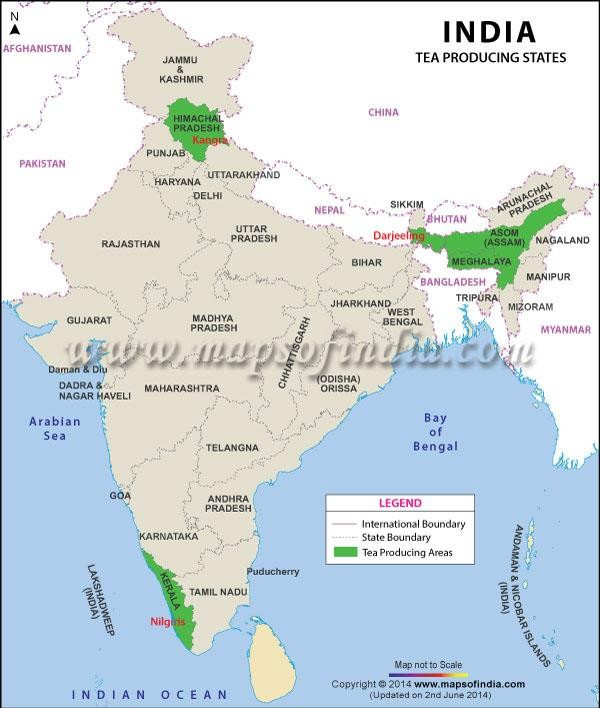 N
INDIA
TEA PRODUCING STATES
AFGHANISTAN
JAMMU
&
KASHMIR
CHINA
HIMACHAL
PRADESH
Kangra
PAKISTAN
PUNJAB
UTTARAKHAND
HARYANA
DELHI
NEPAL
SIKKIM
BHUTAN
ARUNACHAL
PRADESH
Darjeeling
ASOM
(ASSAM)
NAGALAND
RAJASTHAN
UTTAR
PRADESH
BIHAR
MEGHALAYA
MANIPUR
BANGLADESH
TRIPURA
MIZORAM
JHARKHAND
WEST
BENGAL
MYANMAR
GUJARAT
MADHYA
PRADESH
CHHATTISGARH
www.mapsofindia.com
Daman & Diu
DADRA &
NAGAR HAVELI
MAHARASHTRA
(ODISHA)
ORISSA
Arabian
Sea
Bay
of
Bengal
TELANGNA
GOA
ANDHRA
PRADESH
KARNATAKA
LEGEND
International Boundary
State Boundary
Tea Producing Areas
Puducherry
KERALA
TAMIL NADU
Nilgiris
LAKSHADWEEP
(INDIA)
ANDAMAN & NICOBAR ISLANDS
(INDIA)
INDIAN OCEAN
Map not to Scale
Copyright © 2014 www.mapsofindia.com
(Updated on 2nd June 2014)